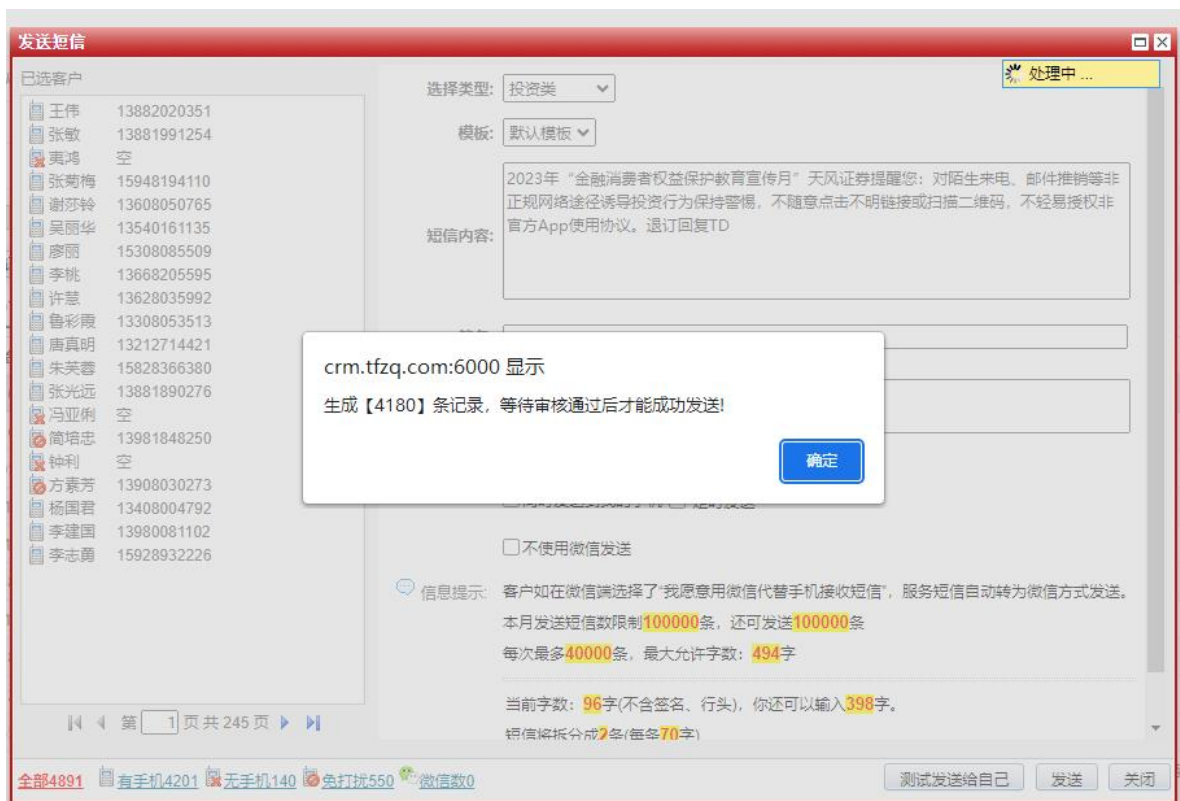 发送短信
处理中 ...
已选客户
王伟 13882020351
张敏 13881991254
夷鸿 空
张菊梅 15948194110
谢莎铃 13608050765
吴丽华 13540161135
廖丽 15308085509
李桃 13668205595
许慧 13628035992
鲁彩霞 13308053513
唐真明 13212714421
朱芙蓉 15828366380
张光远 13881890276
冯亚俐 空
简培忠 13981848250
钟利 空
方素芳 13908030273
杨国君 13408004792
李建国 13980081102
李志勇 15928932226
第 1 页共 245 页
选择类型: 投资类
模板: 默认模板
短信内容:
2023年“金融消费者权益保护教育宣传月”天风证券提醒您：对陌生来电、邮件推销等非
正规网络途径诱导投资行为保持警惕，不随意点击不明链接或扫描二维码，不轻易授权非
官方App使用协议。退订回复TD
crm.tfzq.com:6000 显示
生成【4180】条记录，等待审核通过后才能成功发送!
确定
不使用微信发送
信息提示: 客户如在微信端选择了“我愿意用微信代替手机接收短信”，服务短信自动转为微信方式发送。
本月发送短信数限制100000条，还可发送100000条
每次最多40000条，最大允许字数：494字
当前字数：96字(不含签名、行头)，你还可以输入398字。
短信将拆分成2条(每条70字)
全部4891 有手机4201 无手机140 免打扰550 微信数0
测试发送给自己 发送 关闭